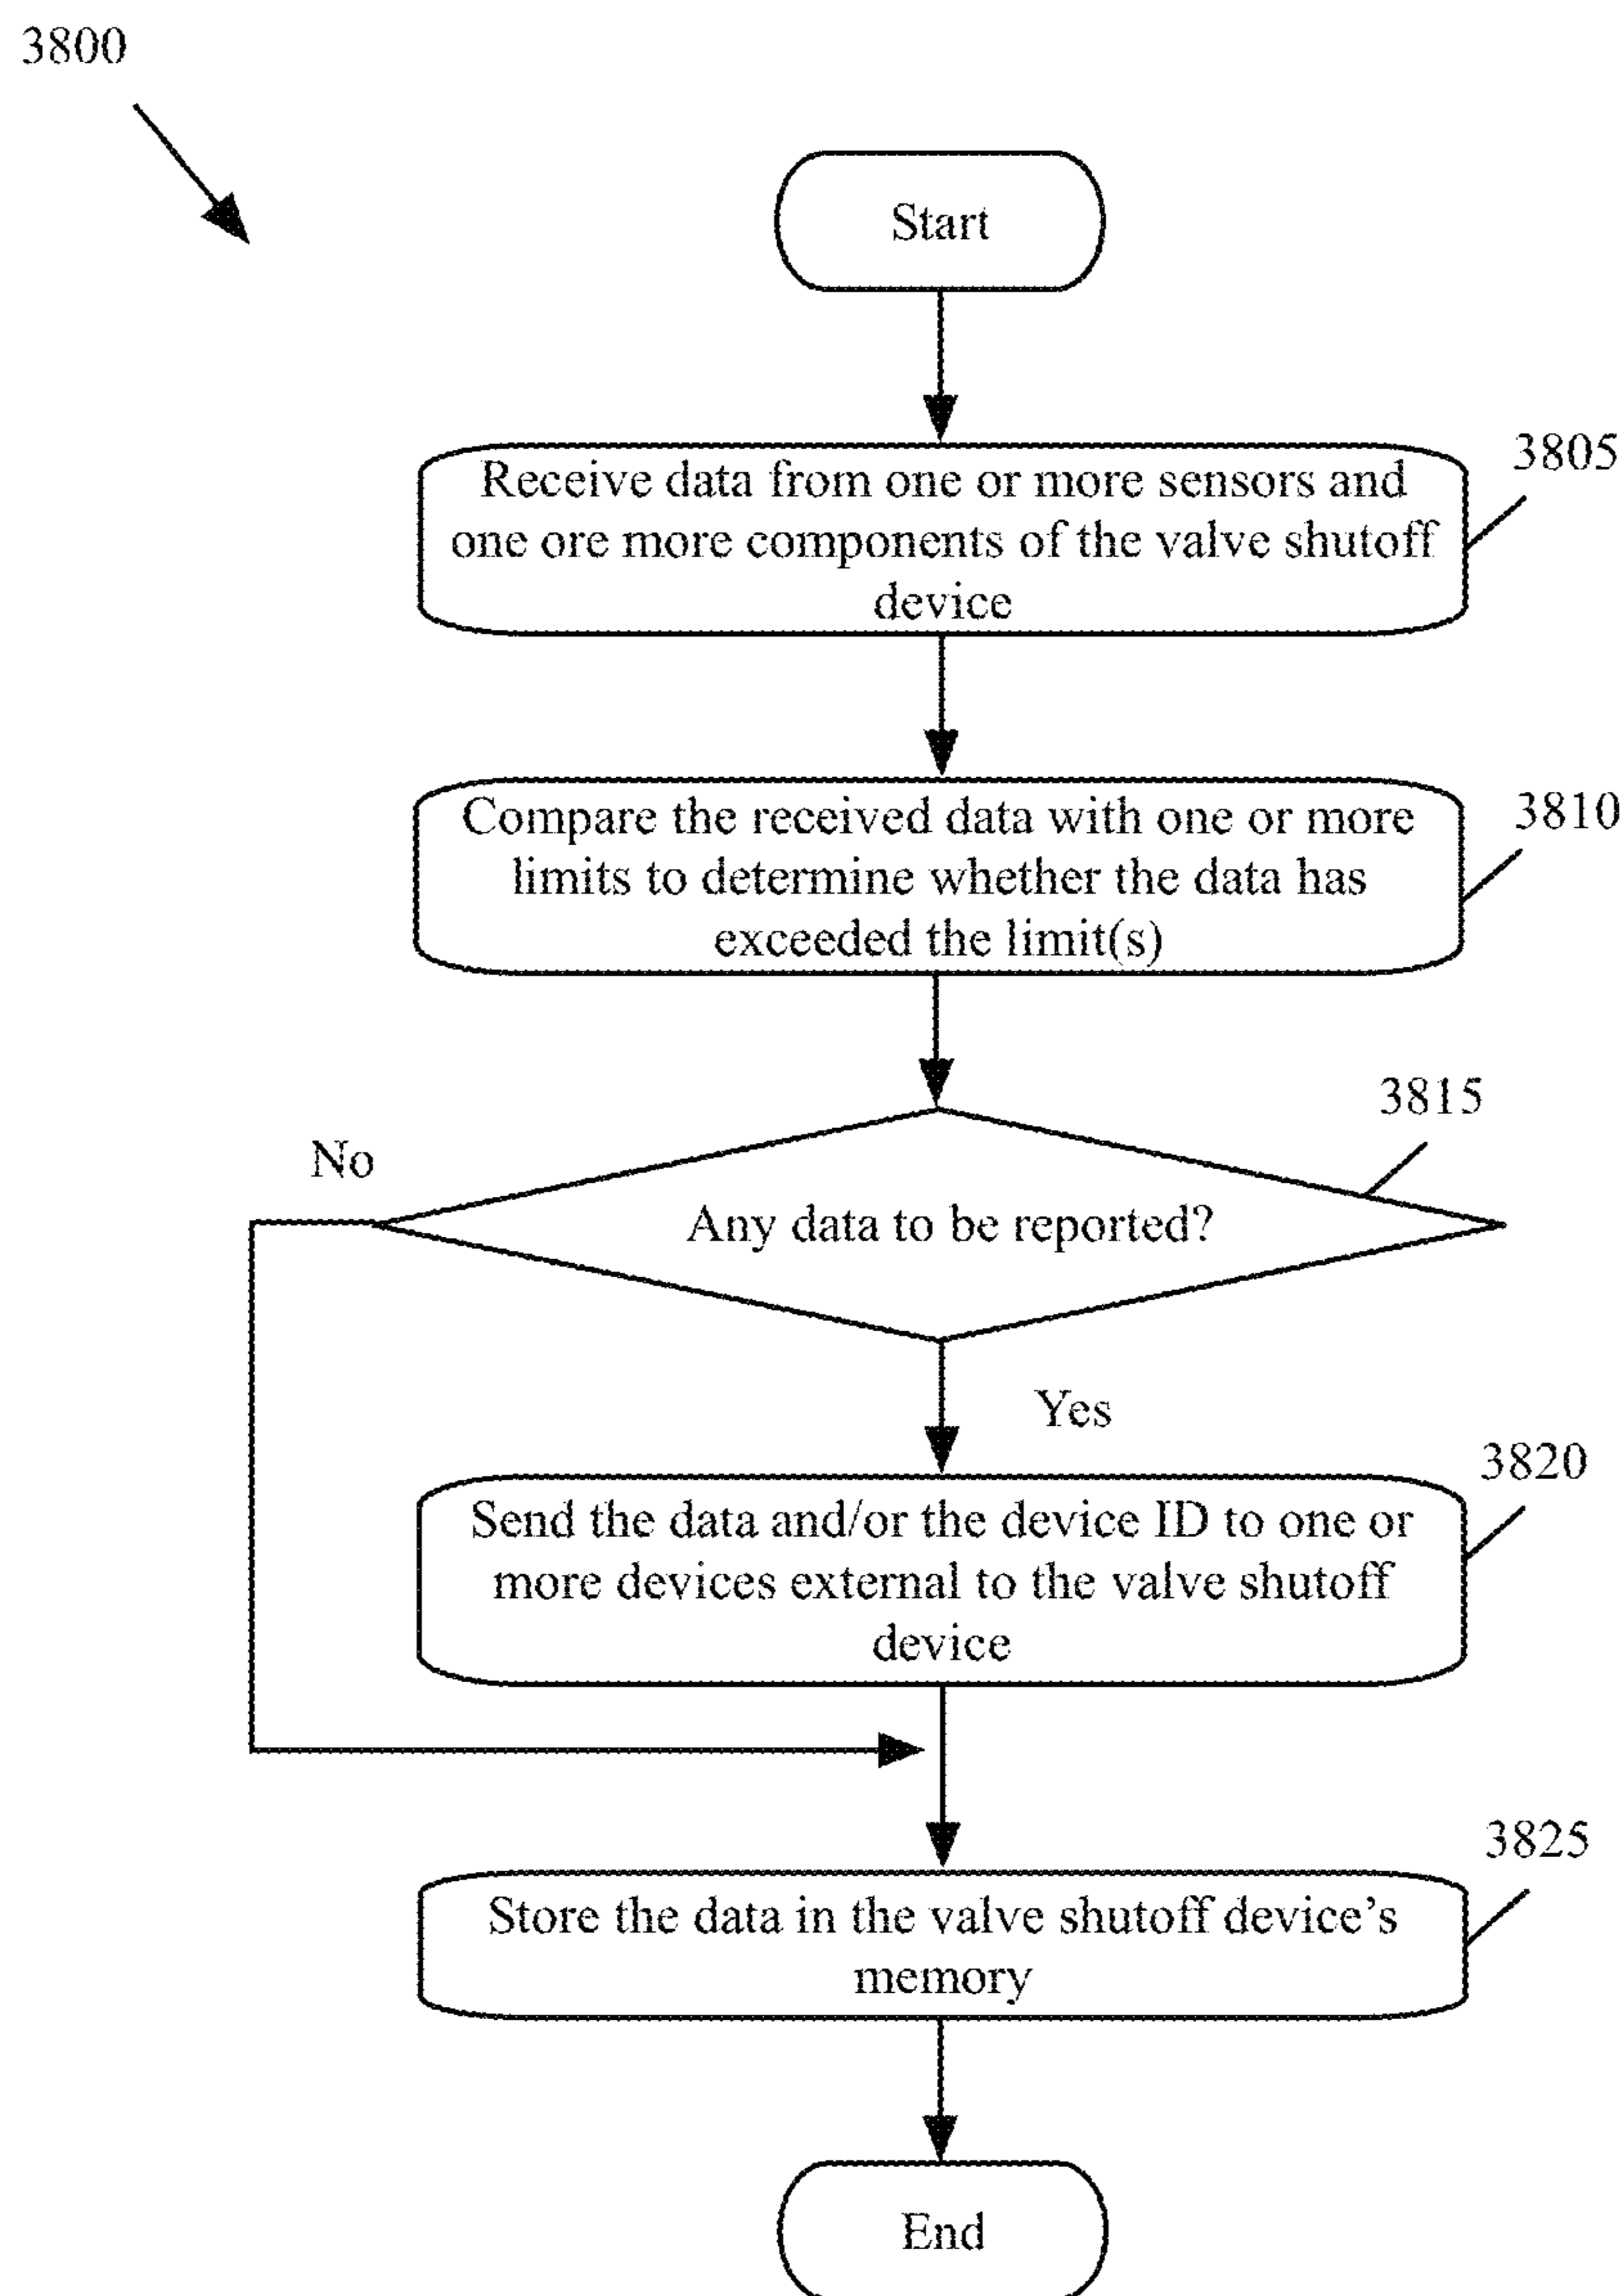 3800
Start
3805
Receive data from one or more sensors and
one ore more components of the valve shutoff
device
3810
Compare the received data with one or more
limits to determine whether the data has
exceeded the limit(s)
3815
No
Any data to be reported?
Yes
3820
Send the data and/or the device ID to one or
more devices external to the valve shutoff
device
3825
Store the data in the valve shutoff device’s
memory
End